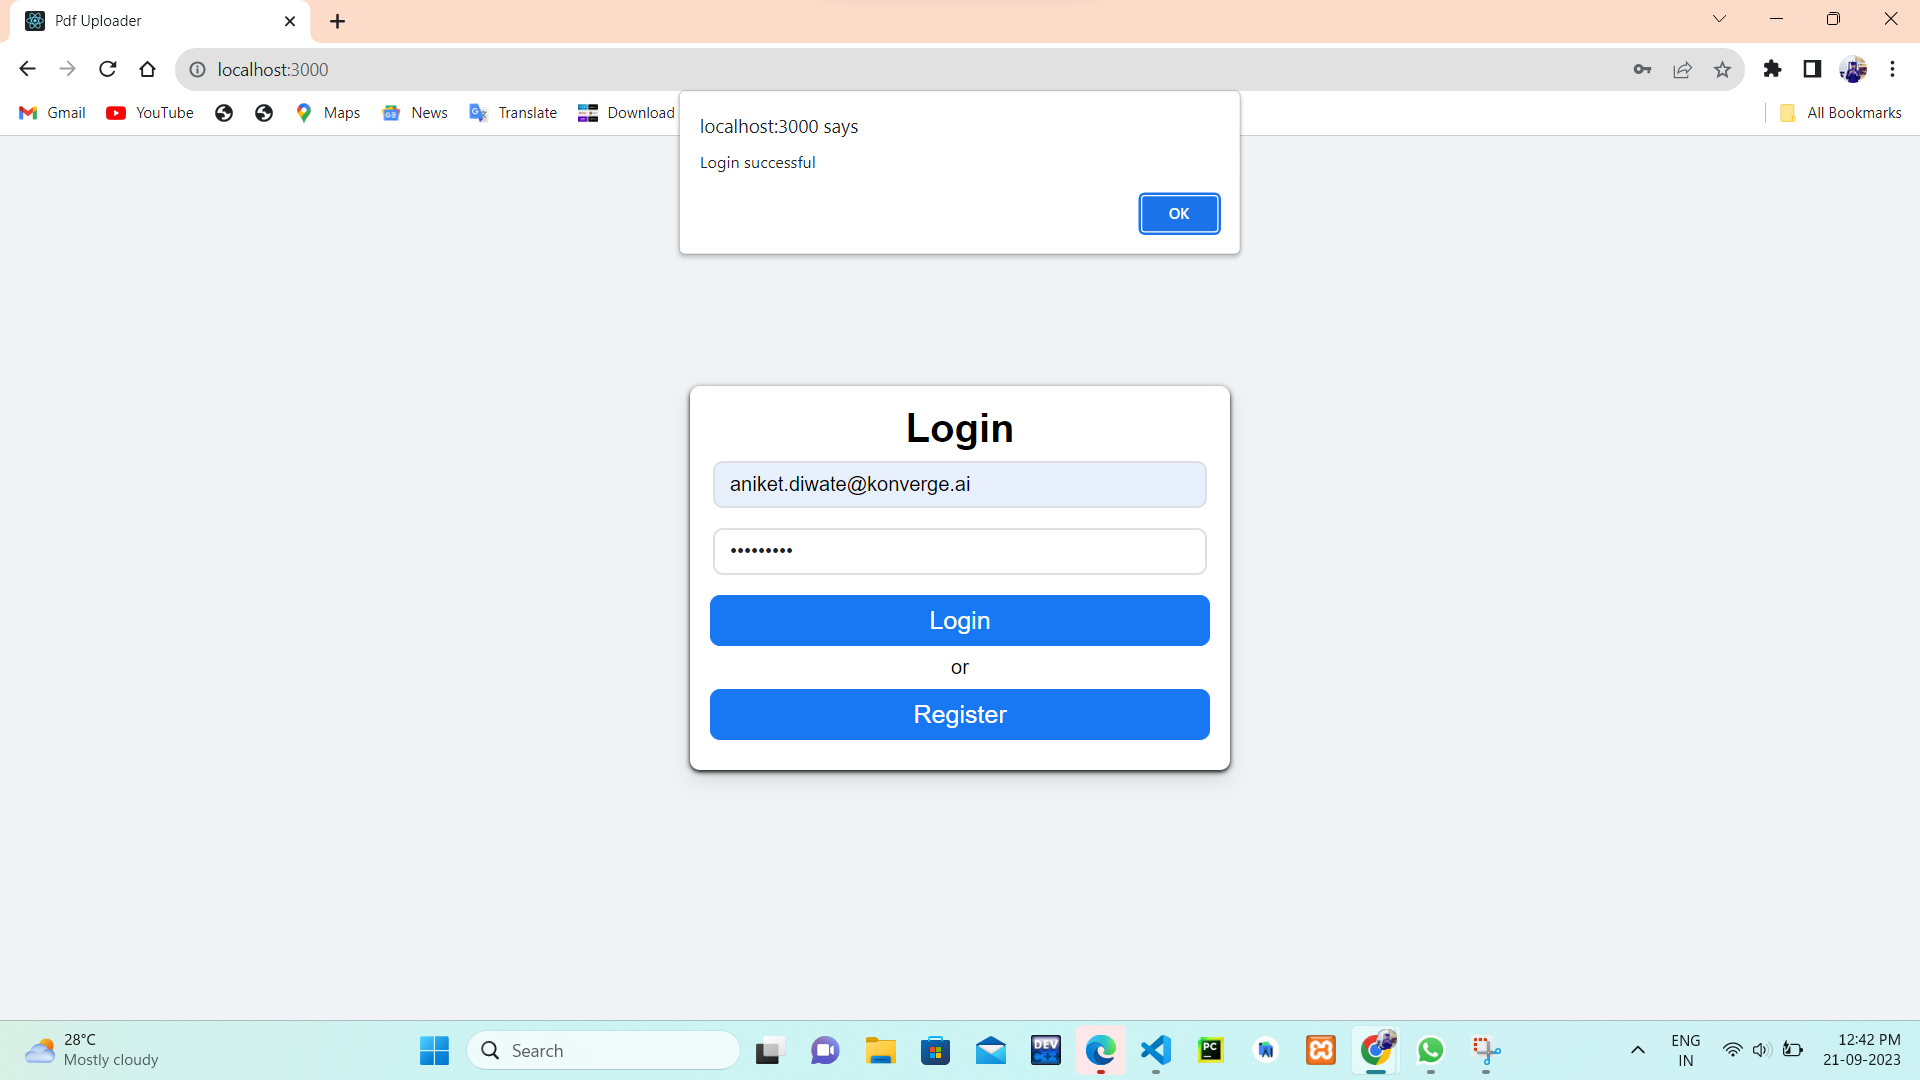 Pdf Uploader
localhost:3000
Gmail
YouTube
Maps
News
Translate
Download
All Bookmarks
localhost:3000 says
Login successful
OK
Login
aniket.diwate@konverge.ai
•••••••••
Login
or
Register
28°C
Mostly cloudy
Search
DEV
C++
PC
ENG
IN
12:42 PM
21-09-2023